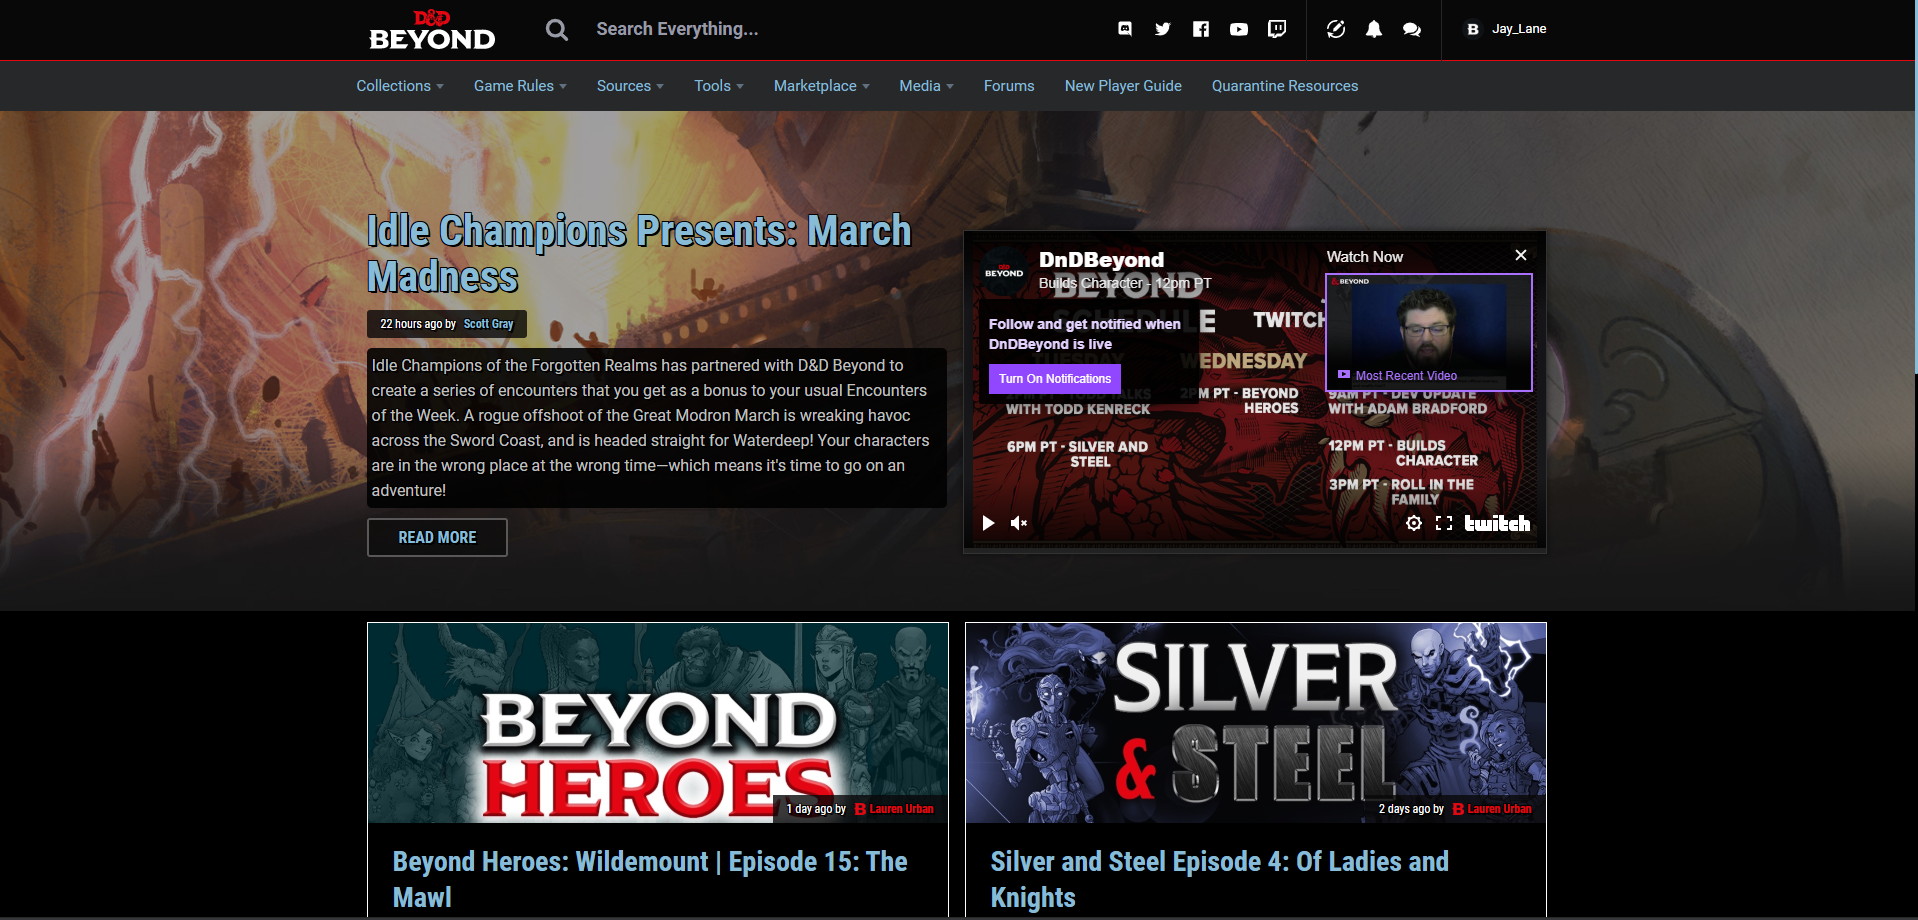 D&D
BEYOND
Search Everything...
Jay_Lane
Collections
Game Rules
Sources
Tools
Marketplace
Media
Forums
New Player Guide
Quarantine Resources
Idle Champions Presents: March
Madness
22 hours ago by Scott Gray
Idle Champions of the Forgotten Realms has partnered with D&D Beyond to
create a series of encounters that you get as a bonus to your usual Encounters
of the Week. A rogue offshoot of the Great Modron March is wreaking havoc
across the Sword Coast, and is headed straight for Waterdeep! Your characters
are in the wrong place at the wrong time—which means it's time to go on an
adventure!
READ MORE
BEYOND
DnDBeyond
Builds Character - 12pm PT
BEYOND
SCHEDULE
TWITCH
Follow and get notified when
DnDBeyond is live
Turn On Notifications
TUESDAY
WEDNESDAY
2PM PT - TODD TALKS
WITH TODD KENRECK
6PM PT - SILVER AND
STEEL
2PM PT - BEYOND
HEROES
Watch Now
BEYOND
Most Recent Video
9AM PT - DEV UPDATE
WITH ADAM BRADFORD
12PM PT - BUILDS
CHARACTER
3PM PT - ROLL IN THE
FAMILY
twitch
BEYOND
HEROES
1 day ago by B Lauren Urban
Beyond Heroes: Wildemount | Episode 15: The
Mawl
SILVER
& STEEL
2 days ago by B Lauren Urban
Silver and Steel Episode 4: Of Ladies and
Knights